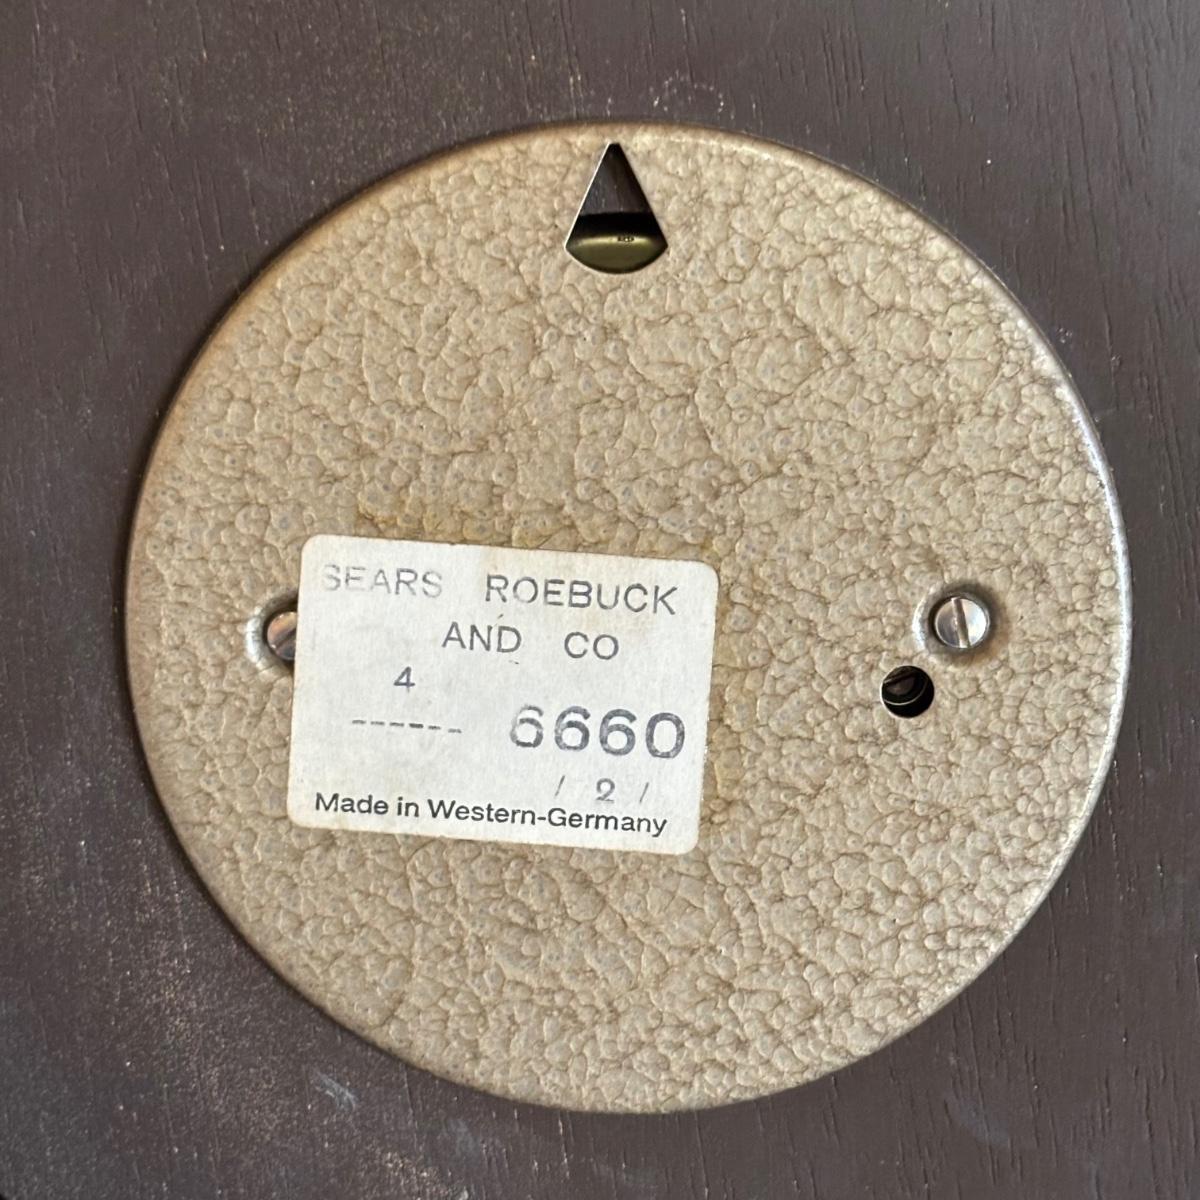 SEARS ROEBUCK
AND CO
4
------ 6660
/ 2 /
Made in Western-Germany